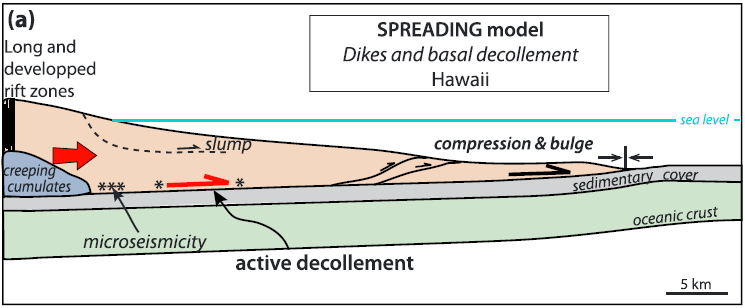 (a)
Long and
developped
rift zones
SPREADING model
Dikes and basal decollement
Hawaii
sea level
slump
compression & bulge
creeping
cumulates
***
*
*
sedimentary cover
microseismicity
oceanic crust
active decollement
5 km